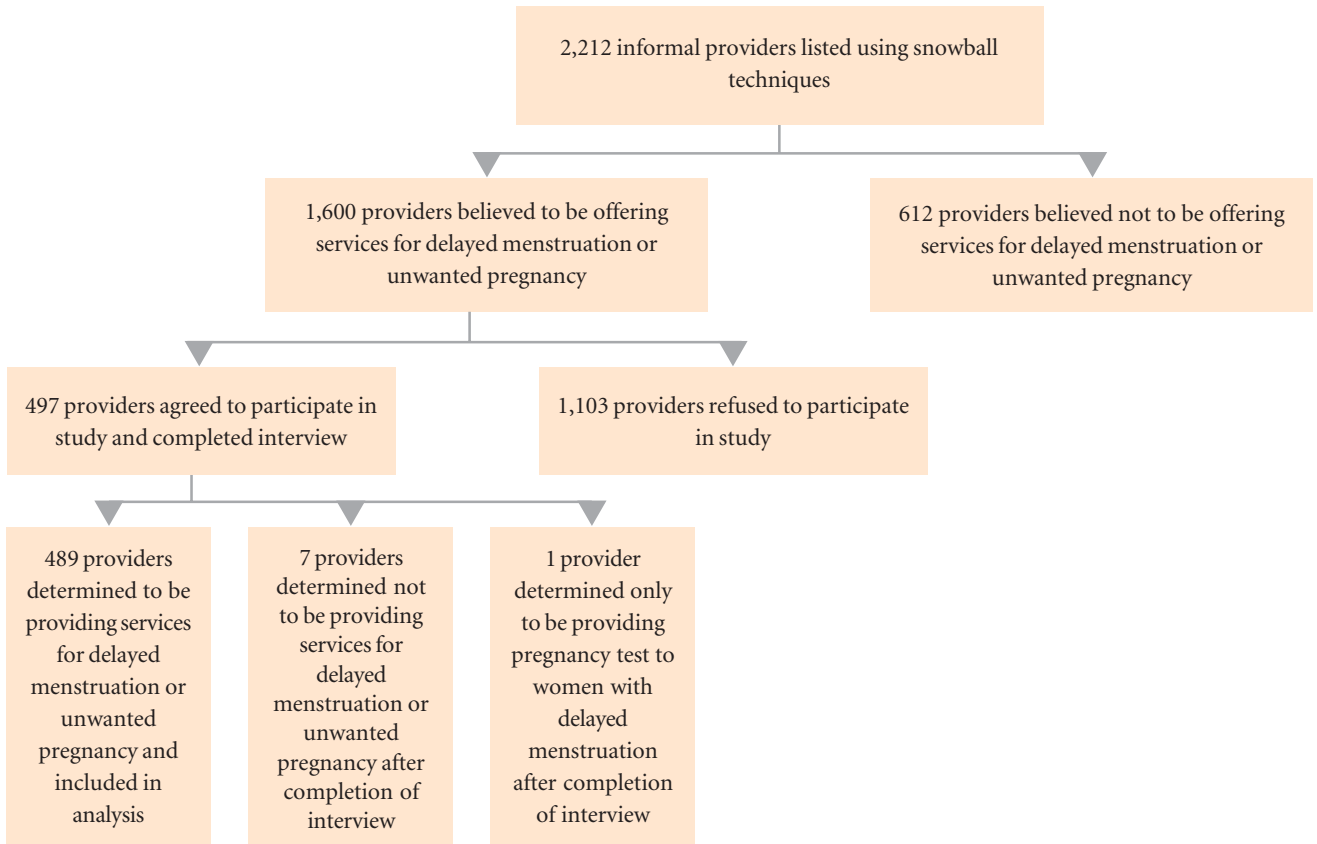 2,212 informal providers listed using snowball
techniques
1,600 providers believed to be offering
services for delayed menstruation or
unwanted pregnancy
612 providers believed not to be offering
services for delayed menstruation or
unwanted pregnancy
497 providers agreed to participate in
study and completed interview
1,103 providers refused to participate
in study
489 providers
determined to be
providing services
for delayed
menstruation or
unwanted
pregnancy and
included in
analysis
7 providers
determined not
to be providing
services for
delayed
menstruation or
unwanted
pregnancy after
completion of
interview
1 provider
determined only
to be providing
pregnancy test to
women with
delayed
menstruation
after completion
of interview